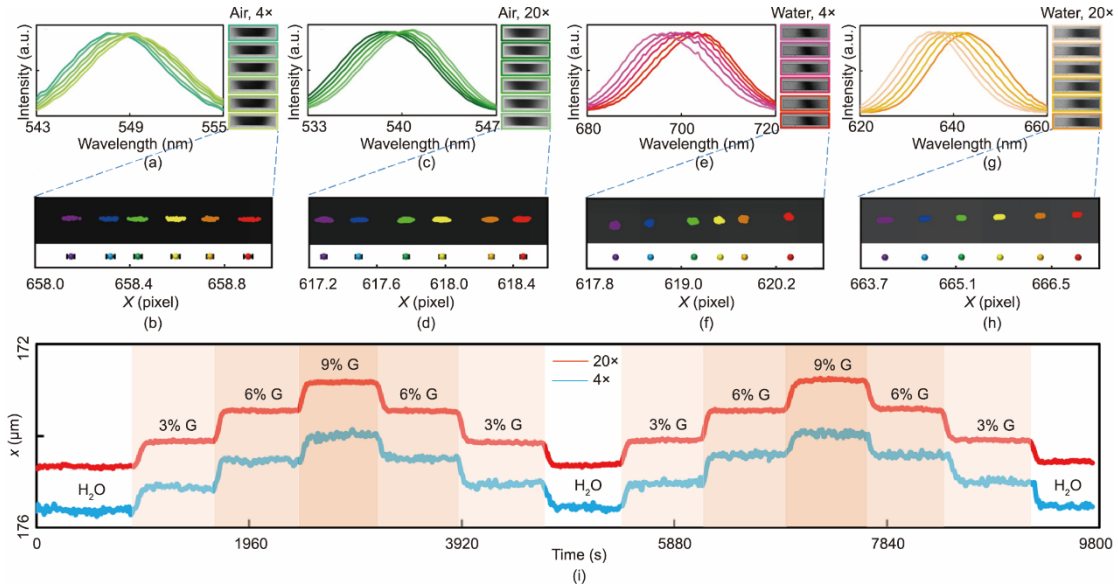 Air, 4×
Air, 20×
Water, 4×
Water, 20×
Intensity (a.u.)
Intensity (a.u.)
Intensity (a.u.)
Intensity (a.u.)
543 549 555
533 540 547
680 700 720
620 640 660
Wavelength (nm)
Wavelength (nm)
Wavelength (nm)
Wavelength (nm)
(a)
(c)
(e)
(g)
658.0 658.4 658.8
617.2 617.6 618.0 618.4
617.8 619.0 620.2
663.7 665.1 666.5
X (pixel)
X (pixel)
X (pixel)
X (pixel)
(b)
(d)
(f)
(h)
172
x (μm)
176
20×
4×
H2O
3% G
6% G
9% G
6% G
3% G
H2O
3% G
6% G
9% G
6% G
3% G
H2O
0 1960 3920 5880 7840 9800
Time (s)
(i)